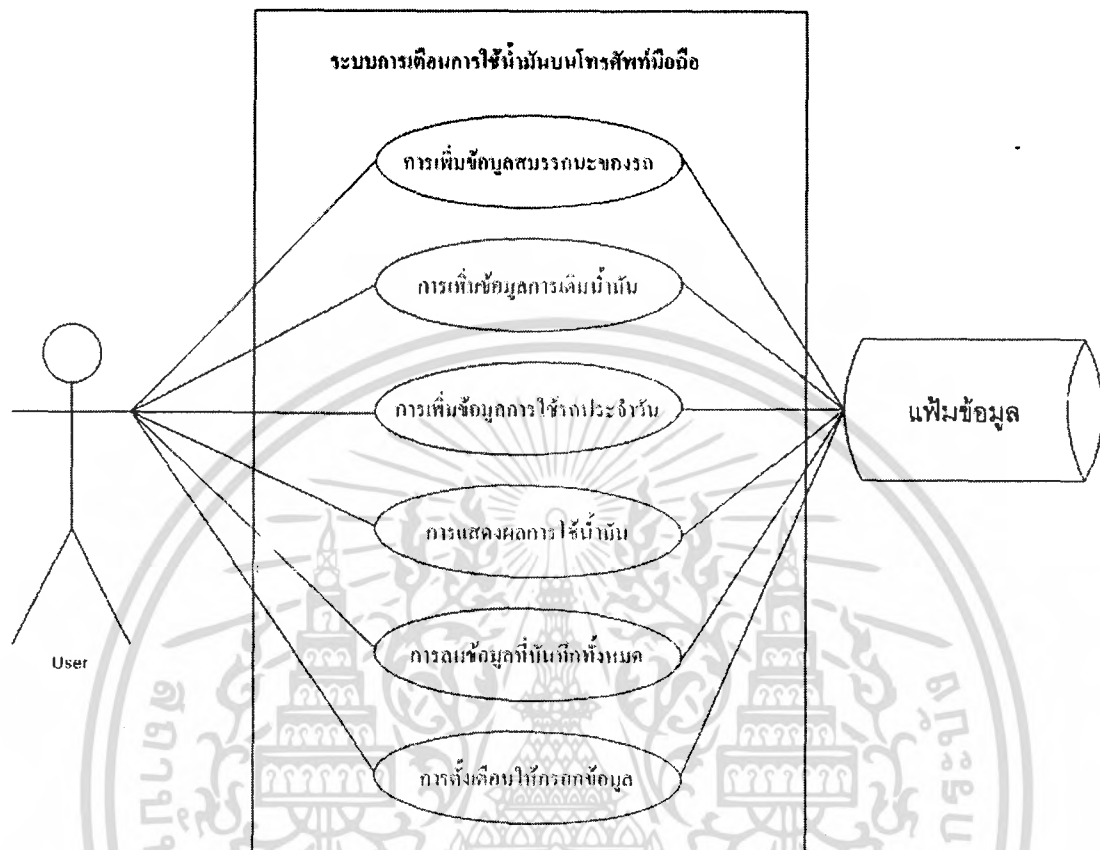 ระบบการเตือนการใช้น้ำมันบนโทรศัพท์มือถือ
การเพิ่มข้อมูลสมรรถนะของรถ
การเพิ่มข้อมูลการเติมน้ำมัน
การเพิ่มข้อมูลการใช้รถประจำวัน
แฟ้มข้อมูล
การแสดงผลการใช้น้ำมัน
การลบข้อมูลที่บันทึกทั้งหมด
User
การตั้งเตือนให้กรอกข้อมูล